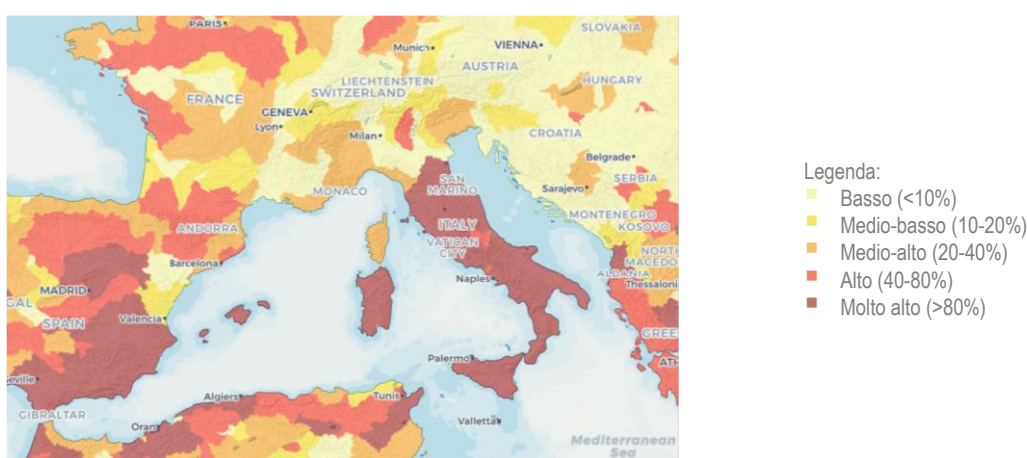 PARIS
SLOVAKIA
Munich
VIENNA
AUSTRIA
LIECHTENSTEIN
HUNGARY
SWITZERLAND
FRANCE
GENEVA
Lyon
Milan
CROATIA
Belgrade
SAN
MARINO
SERBIA
Sarajevo
MONACO
MONTENEGRO
ANDORRA
ITALY
KOSOVO
VATICAN
CITY
NORTH
MACEDO
Barcelona
ALBANIA
MADRID
Naples
Thessaloni
GAL
SPAIN
Valencia
GREE
Palermo
ATH
Seville
Algiers
Tunis
GIBRALTAR
Oran
Valletta
Mediterranean
Sea
Legenda:
Basso (<10%)
Medio-basso (10-20%)
Medio-alto (20-40%)
Alto (40-80%)
Molto alto (>80%)